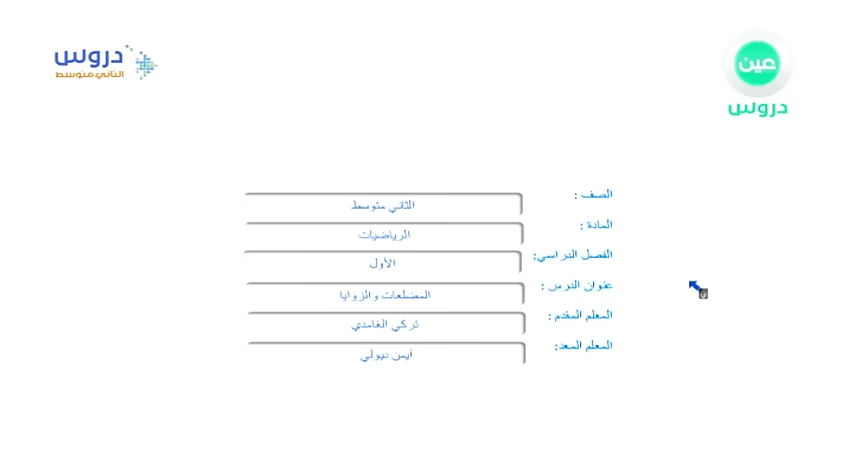 دروس
الثاني متوسط
عين
دروس
الصف :
الثاني متوسط
المادة :
الرياضيات
الفصل الدراسي:
الأول
عنوان الدرس :
المضلعات والزوايا
المعلم المقدم :
تركي الغامدي
المعلم المعد:
أيمن ديولي